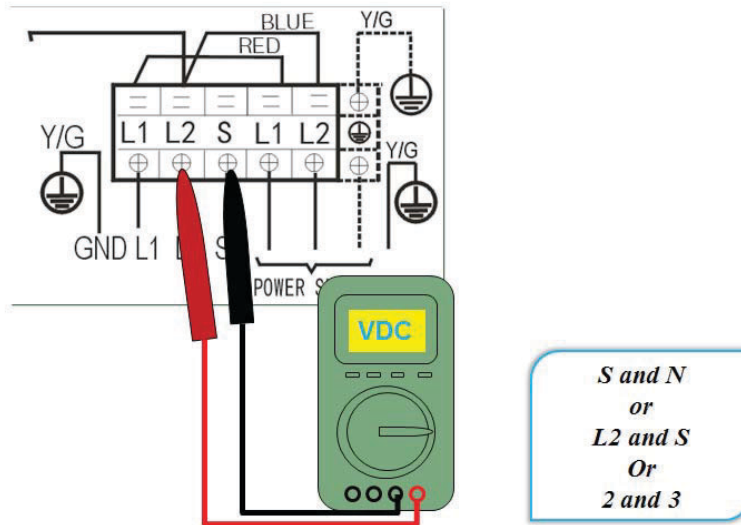 BLUE
Y/G
RED
L1 L2 S L1 L2
Y/G
Y/G
GND L1
POWER
VDC
S and N
or
L2 and S
Or
2 and 3